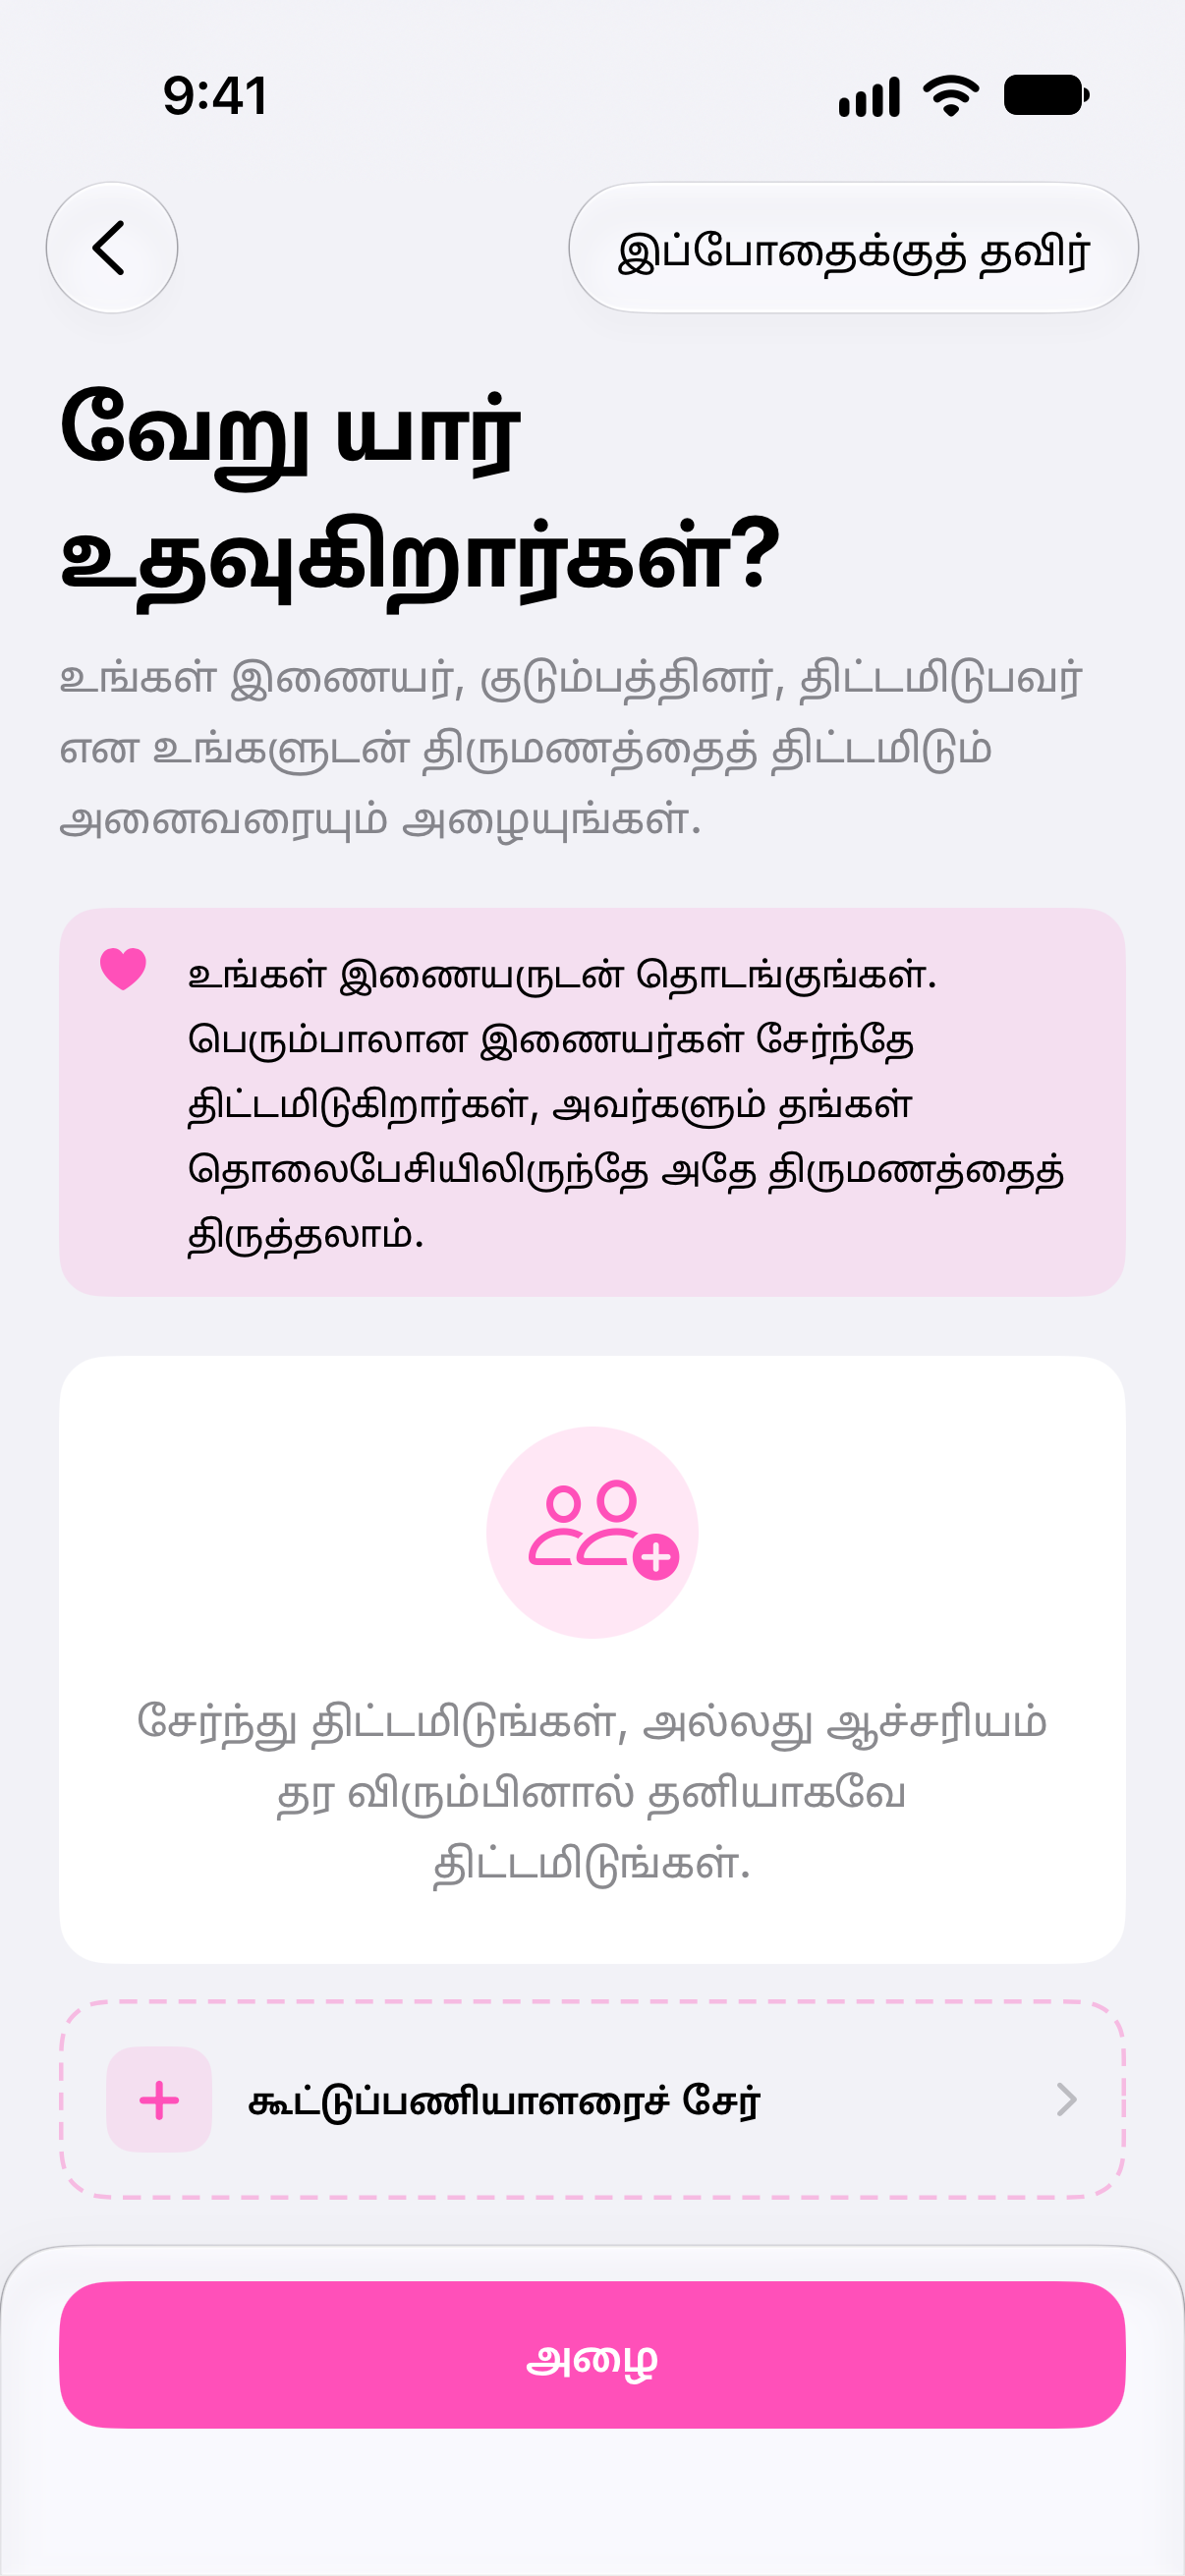 9:41
இப்போதைக்குத் தவிர்
வேறு யார்
உதவுகிறார்கள்?
உங்கள் இணையர், குடும்பத்தினர், திட்டமிடுபவர்
என உங்களுடன் திருமணத்தைத் திட்டமிடும்
அனைவரையும் அழையுங்கள்.
உங்கள் இணையருடன் தொடங்குங்கள்.
பெரும்பாலான இணையர்கள் சேர்ந்தே
திட்டமிடுகிறார்கள், அவர்களும் தங்கள்
தொலைபேசியிலிருந்தே அதே திருமணத்தைத்
திருத்தலாம்.
சேர்ந்து திட்டமிடுங்கள், அல்லது ஆச்சரியம்
தர விரும்பினால் தனியாகவே
திட்டமிடுங்கள்.
கூட்டுப்பணியாளரைச் சேர்
அழை